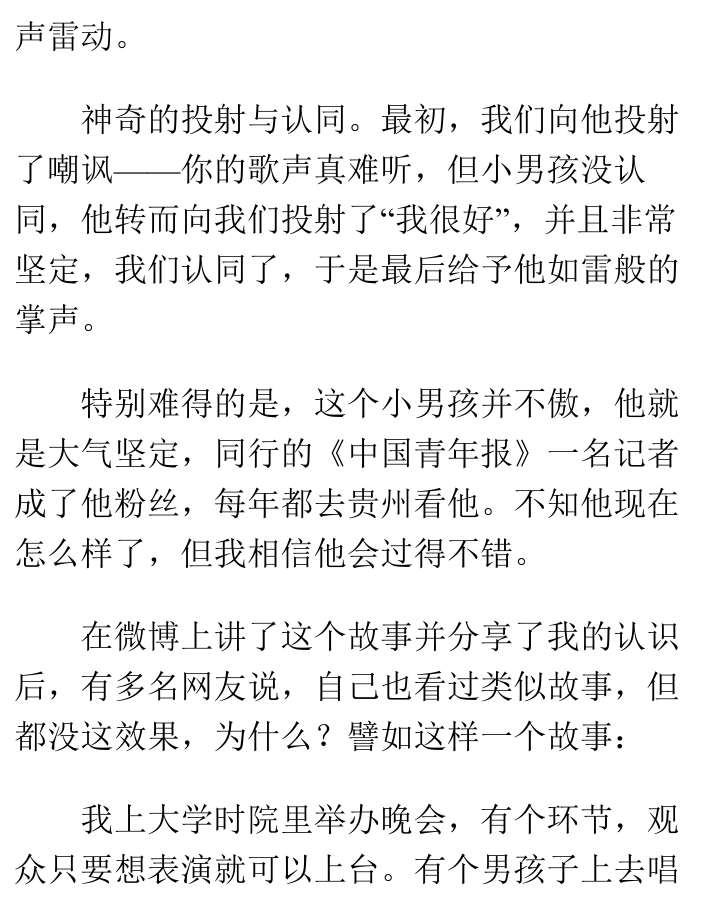 声雷动。
神奇的投射与认同。最初，我们向他投射
了嘲讽——你的歌声真难听，但小男孩没认
同，他转而向我们投射了“我很好”，并且非常
坚定，我们认同了，于是最后给予他如雷般的
掌声。
特别难得的是，这个小男孩并不傲，他就
是大气坚定，同行的《中国青年报》一名记者
成了他粉丝，每年都去贵州看他。不知他现在
怎么样了，但我相信他会过得不错。
在微博上讲了这个故事并分享了我的认识
后，有多名网友说，自己也看过类似故事，但
都没这效果，为什么？譬如这样一个故事：
我上大学时院里举办晚会，有个环节，观
众只要想表演就可以上台。有个男孩子上去唱